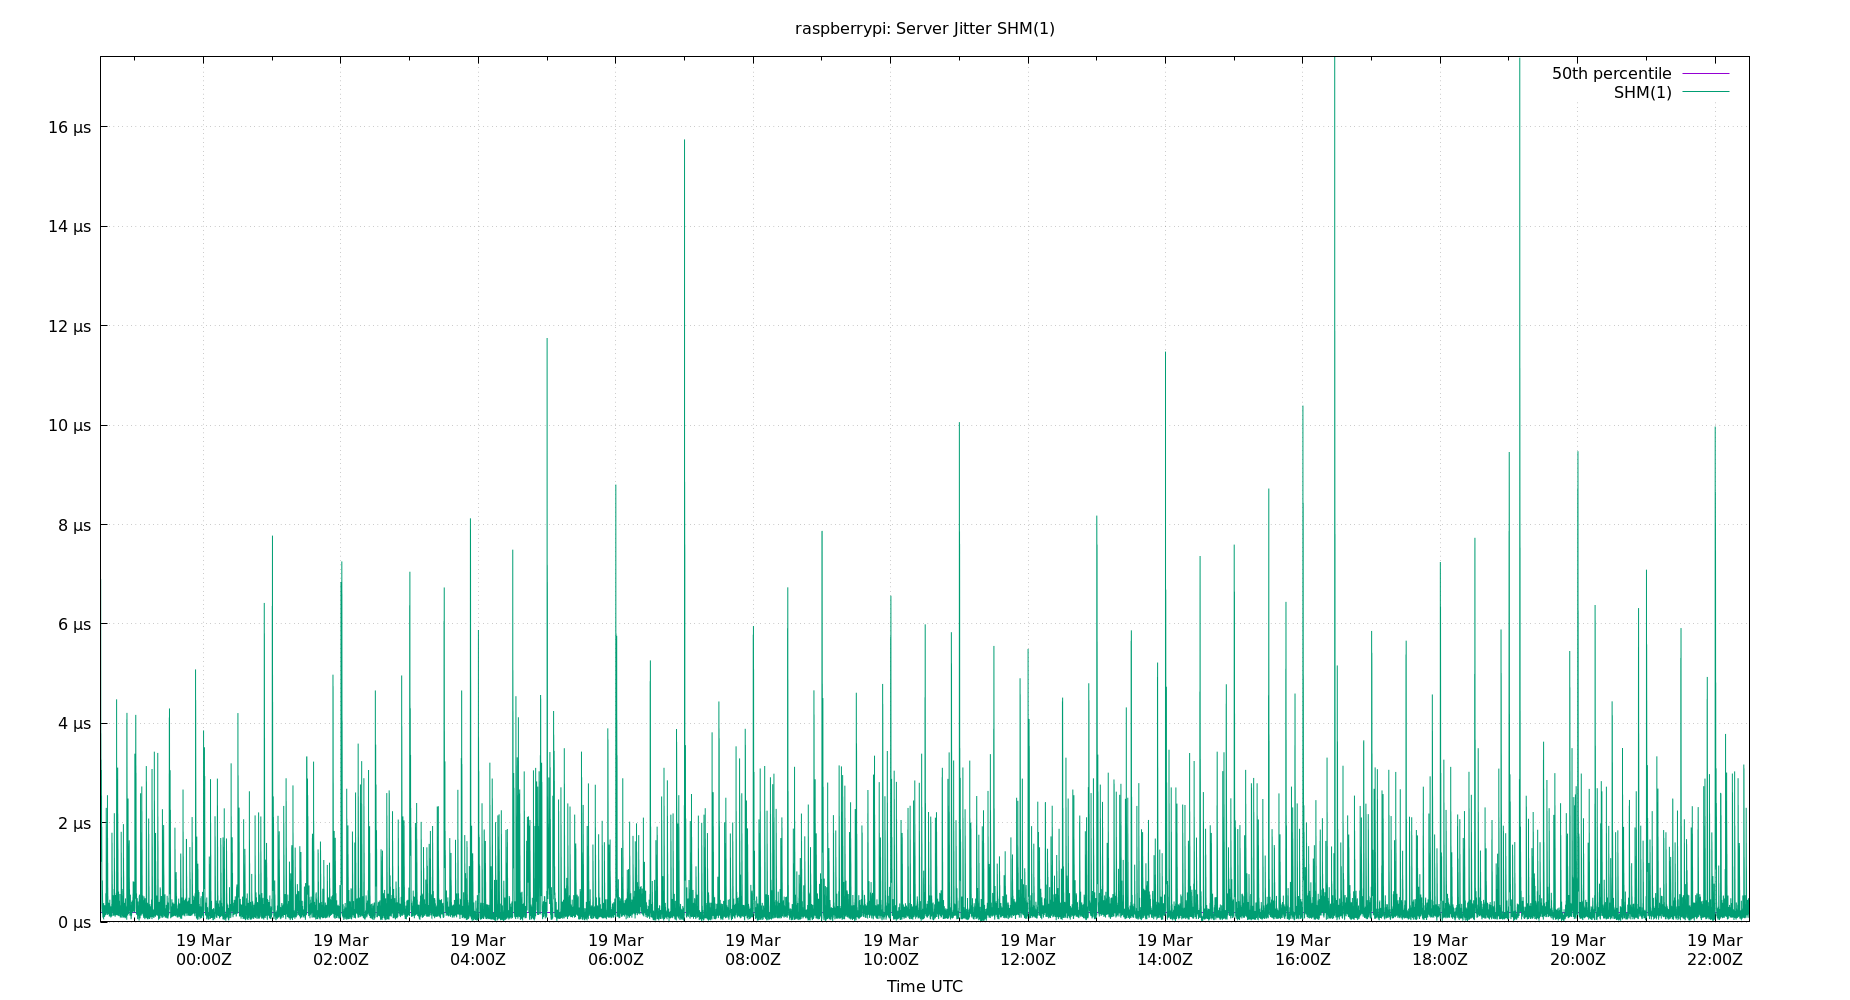 raspberrypi: Server Jitter SHM(1)
50th percentile
SHM(1)
16 μs
14 μs
12 μs
10 μs
8 μs
6 μs
4 μs
2 μs
0 μs
19 Mar 19 Mar 19 Mar 19 Mar 19 Mar 19 Mar 19 Mar 19 Mar 19 Mar 19 Mar 19 Mar 19 Mar
00:00Z 02:00Z 04:00Z 06:00Z 08:00Z 10:00Z 12:00Z 14:00Z 16:00Z 18:00Z 20:00Z 22:00Z
Time UTC